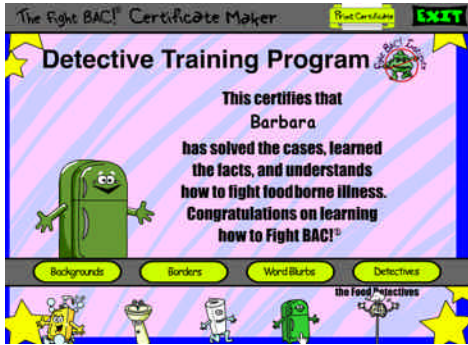 The Fight BAC!® Certificate Maker
Print Certificate
EXIT
Detective Training Program
Fight BAC!
This certifies that
Barbara
has solved the cases, learned
the facts, and understands
how to fight foodborne illness.
Congratulations on learning
how to Fight BAC!®
Backgrounds
Borders
Word Blurbs
Detectives
the Food Detectives